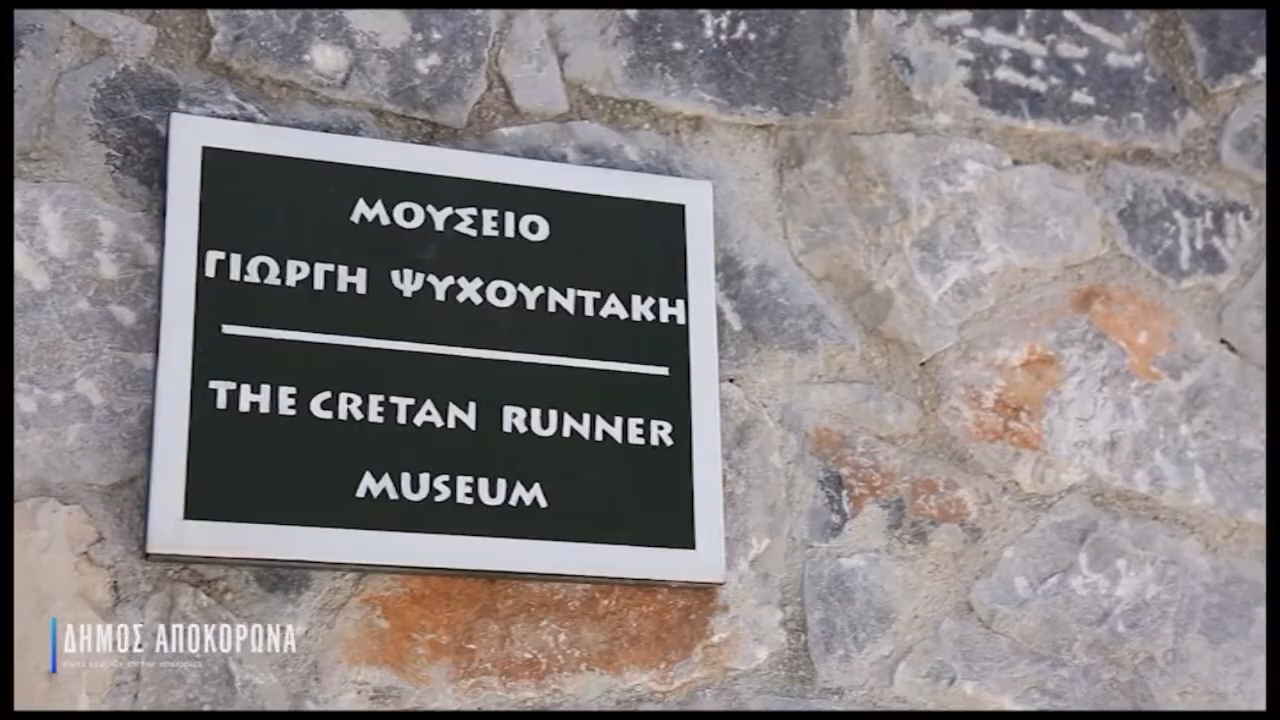 ΜΟΥΣΕΙΟ
ΓΙΩΡΓΗ ΨΥΧΟΥΝΤΑΚΗ
THE CRETAN RUNNER
MUSEUM
ΔΗΜΟΣ ΑΠΟΚΟΡΩΝΑ